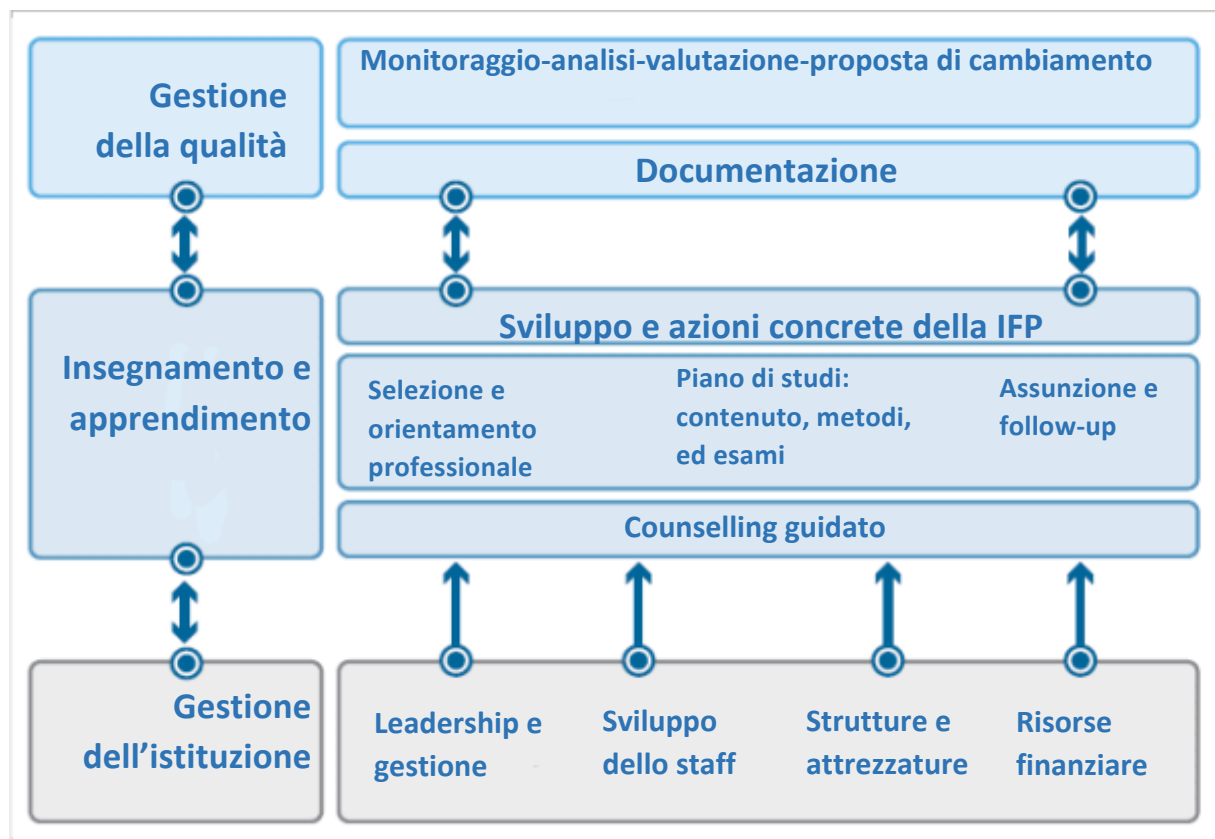 Gestione
della qualità
Monitoraggio-analisi-valutazione-proposta di cambiamento
Documentazione
Insegnamento e
apprendimento
Sviluppo e azioni concrete della IFP
Selezione e
orientamento
professionale
Piano di studi:
contenuto, metodi,
ed esami
Assunzione e
follow-up
Counselling guidato
Gestione
dell'istituzione
Leadership e
gestione
Sviluppo
dello staff
Strutture e
attrezzature
Risorse
finanziare